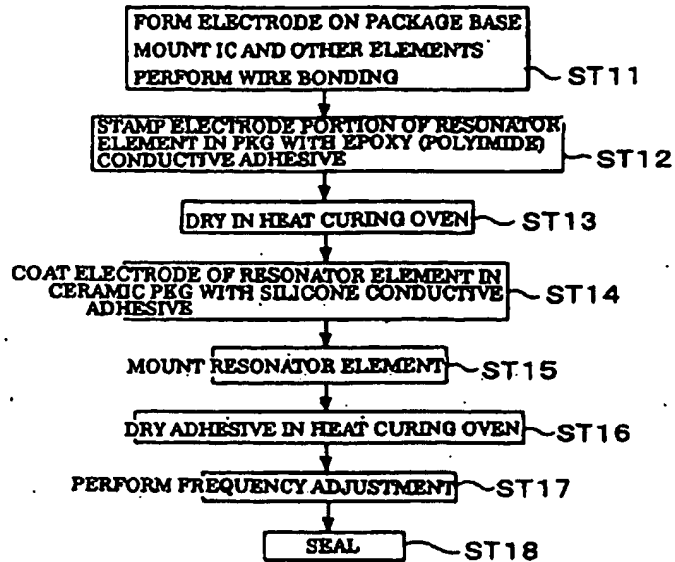 FORM ELECTRODE ON PACKAGE BASE
MOUNT IC AND OTHER ELEMENTS
PERFORM WIRE BONDING
ST11
STAMP ELECTRODE PORTION OF RESONATOR
ELEMENT IN PKG WITH EPOXY (POLYIMIDE)
CONDUCTIVE ADHESIVE
ST12
DRY IN HEAT CURING OVEN
ST13
COAT ELECTRODE OF RESONATOR ELEMENT IN
CERAMIC PKG WITH SILICONE CONDUCTIVE
ADHESIVE
ST14
MOUNT RESONATOR ELEMENT
ST15
DRY ADHESIVE IN HEAT CURING OVEN
ST16
PERFORM FREQUENCY ADJUSTMENT
ST17
SEAL
ST18